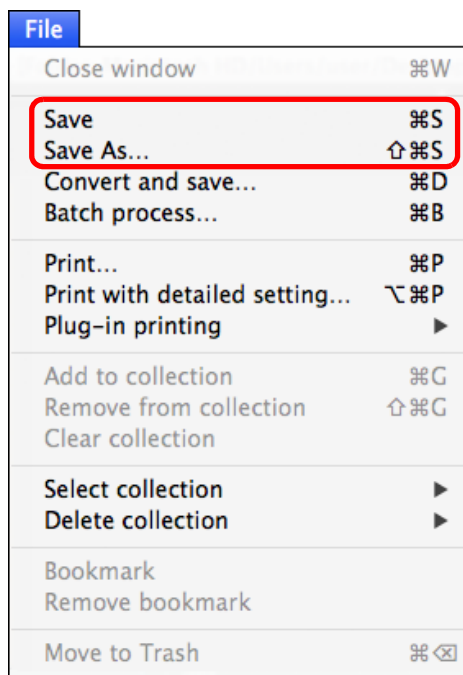 File
Close window ⌘W
Save ⌘S
Save As... ⇧⌘S
Convert and save... ⌘D
Batch process... ⌘B
Print... ⌘P
Print with detailed setting... ⌥⌘P
Plug-in printing ▶
Add to collection ⌘G
Remove from collection ⇧⌘G
Clear collection
Select collection ▶
Delete collection ▶
Bookmark
Remove bookmark
Move to Trash ⌘⌫